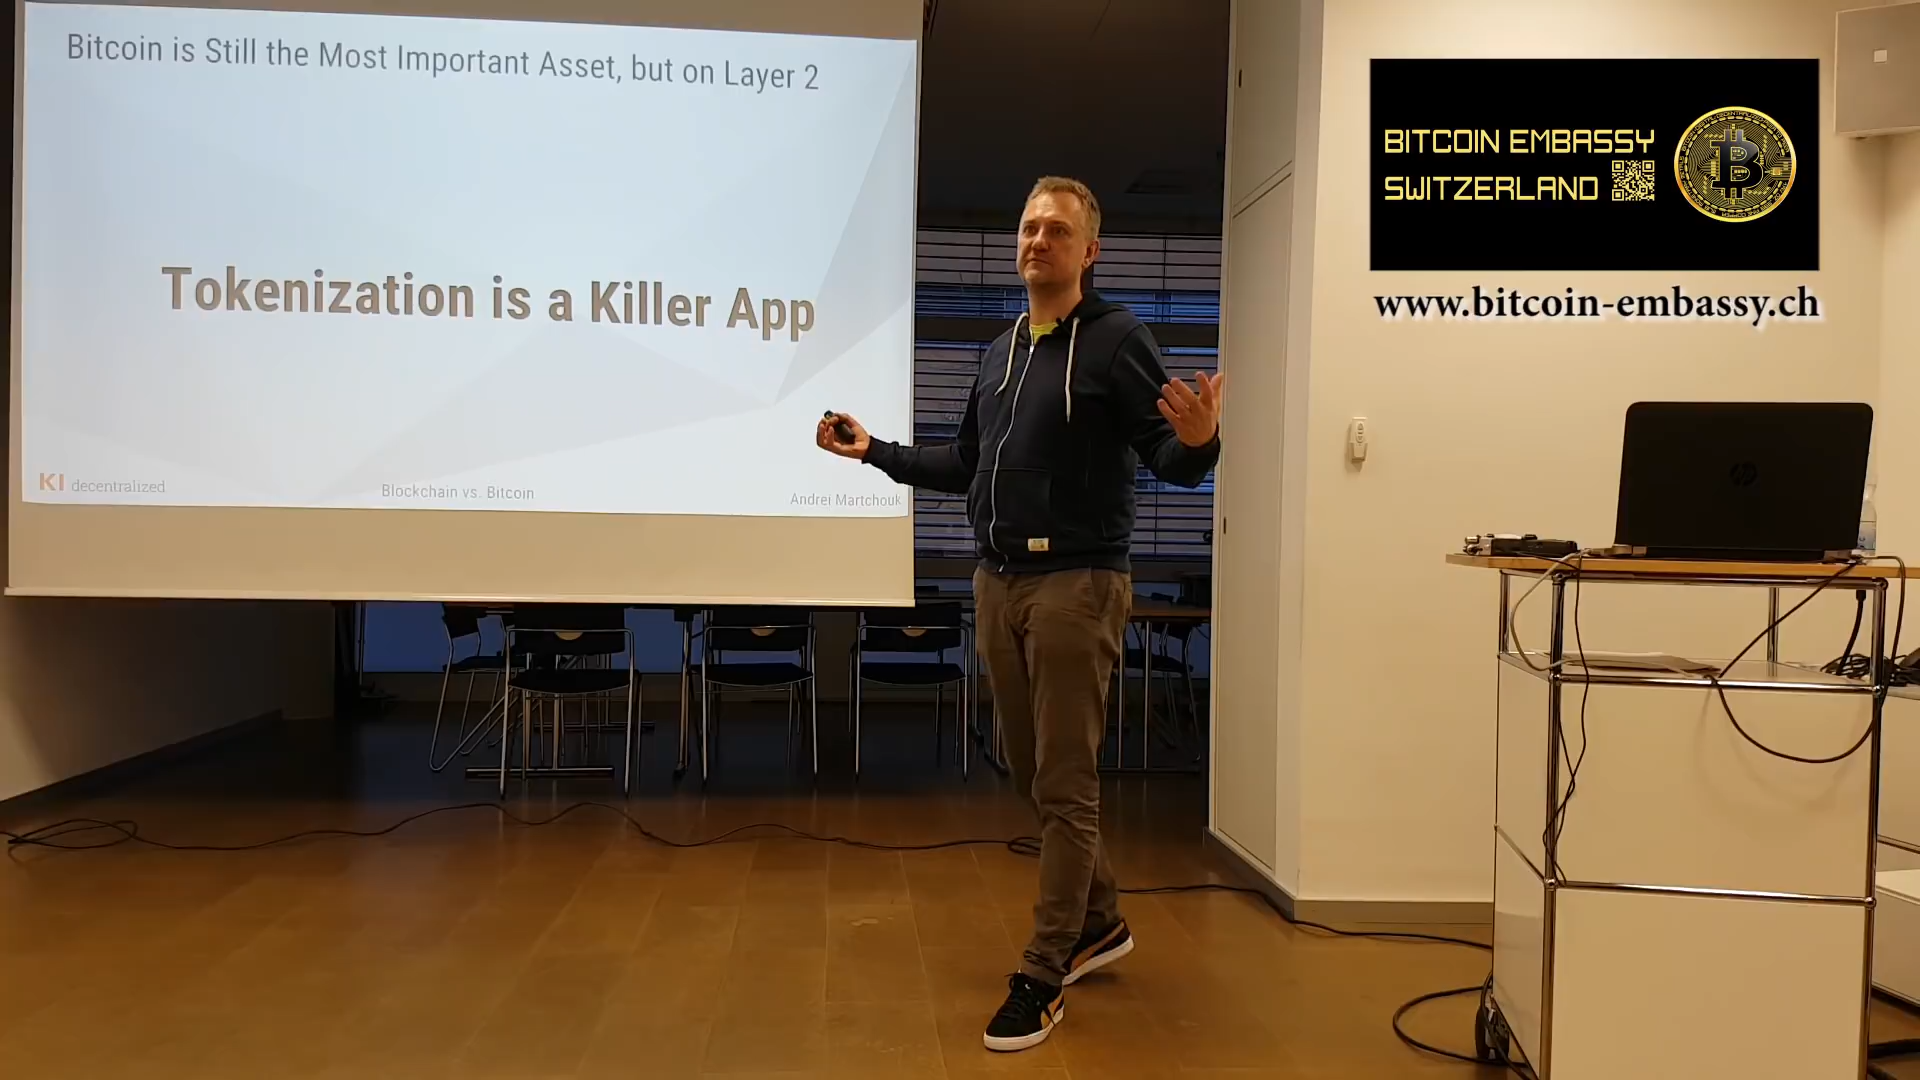 Bitcoin is Still the Most Important Asset, but on Layer 2
Tokenization is a Killer App
KI decentralized
Blockchain vs. Bitcoin
Andrei Martchouk
BITCOIN EMBASSY
SWITZERLAND
www.bitcoin-embassy.ch
hp